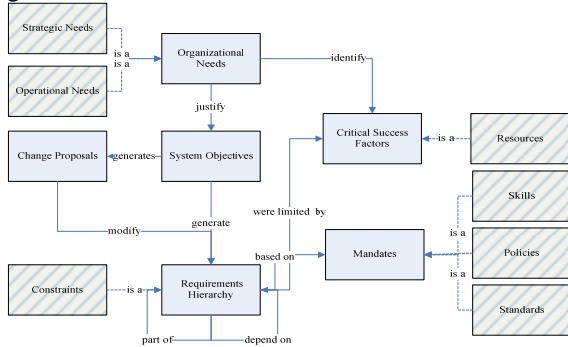 Strategic Needs
is a
is a
Operational Needs
Organizational
Needs
identify
justify
Change Proposals
generates
System Objectives
Critical Success
Factors
is a
Resources
Skills
were limited by
generate
modify
based on
Mandates
is a
Policies
is a
Standards
Constraints
is a
Requirements
Hierarchy
part of
depend on